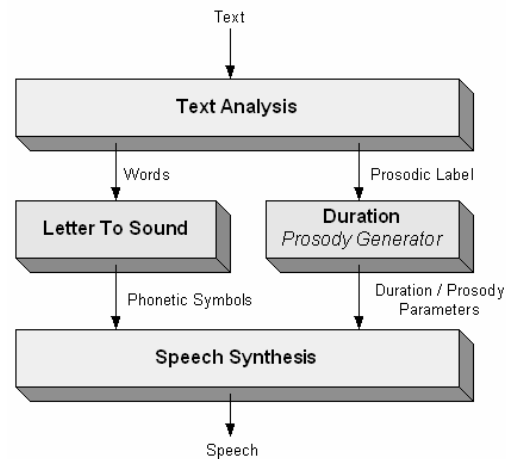 Text
Text Analysis
Words
Prosodic Label
Letter To Sound
Duration
Prosody Generator
Phonetic Symbols
Duration / Prosody
Parameters
Speech Synthesis
Speech